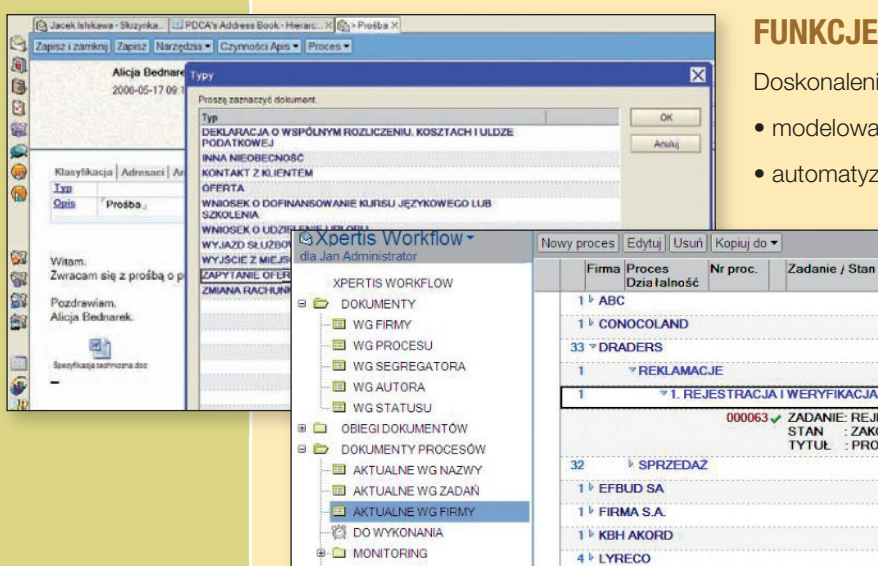 Jacek Ishikawa - Skrzynka... PDCA's Address Book - Hierarc... Prośba
Zapisz i zamknij Zapisz Narzędzia Czynności Apis Proces
Alicja Bednare
2006-05-17 09:1
Klasyfikacja Adresaci
Typ
Opis Prośba
Witam.
Zwracam się z prośbą o p
Pozdrawiam,
Alicja Bednarek.
Specyfikacja techniczna.doc
Typy
Proszę zaznaczyć dokument.
Typ
OK
Anuluj
DEKLARACJA O WSPÓLNYM ROZLICZENIU, KOSZTACH I ULDZE
PODATKOWEJ
INNA NIEOBECNOŚĆ
KONTAKT Z KLIENTEM
OFERTA
WNIOSEK O DOFINANSOWANIE KURSU JĘZYKOWEGO LUB
SZKOLENIA
WNIOSEK O UDZIELENIE URLOPU
WYJAZD SŁUŻBOW
WYJŚCIE Z MIEJS
ZAPYTANIE OFER
ZMIANA RACHUN
FUNKCJE
Doskonaleni
• modelowa
• automatyz
Xpertis Workflow
dla Jan Administrator
XPERTIS WORKFLOW
DOKUMENTY
WG FIRMY
WG PROCESU
WG SEGREGATORA
WG AUTORA
WG STATUSU
OBIEGI DOKUMENTÓW
DOKUMENTY PROCESÓW
AKTUALNE WG NAZWY
AKTUALNE WG ZADAŃ
AKTUALNE WG FIRMY
DO WYKONANIA
MONITORING
Nowy proces Edytuj Usuń Kopiuj do
Firma Proces Nr proc. Zadanie / Stan
Działalność
1 ABC
1 CONOCOLAND
33 DRADERS
1 REKLAMACJE
1 1. REJESTRACJA I WERYFIKACJA
000063 ZADANIE: REJ
STAN : ZAKO
TYTUŁ : PRO
32 SPRZEDAŻ
1 EFBUD SA
1 FIRMA S.A.
1 KBH AKORD
4 LYRECO